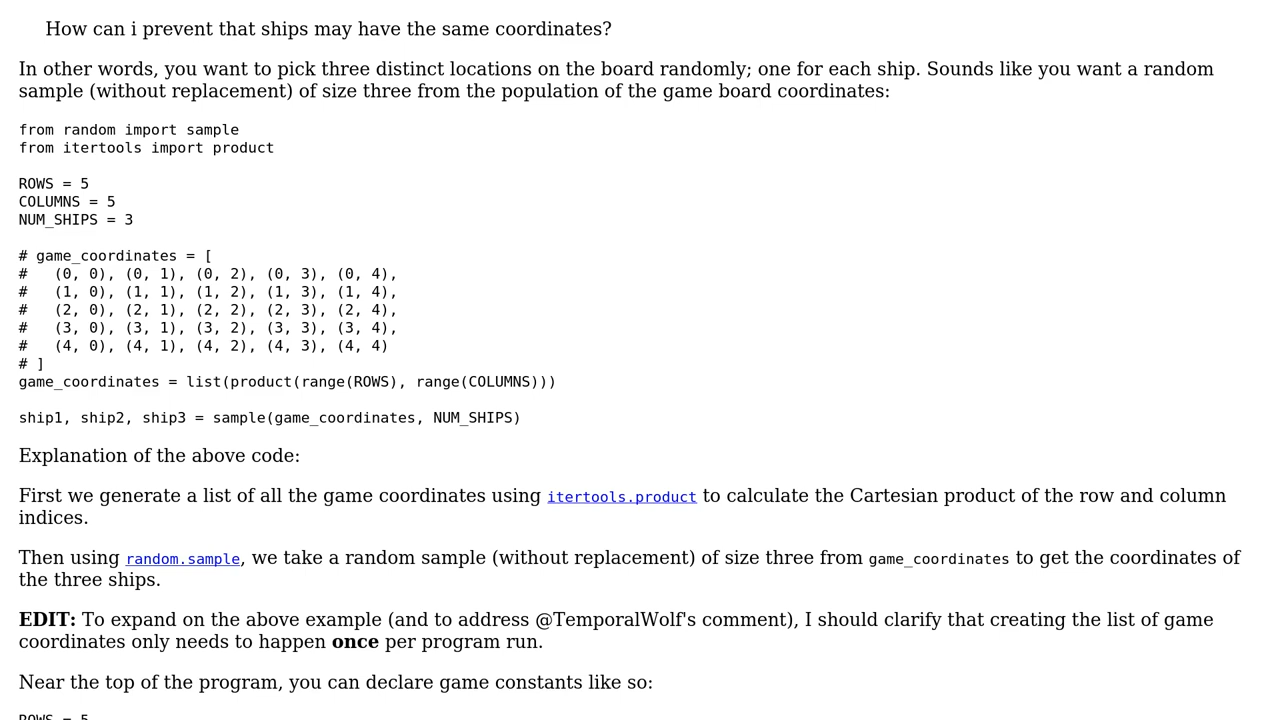 How can i prevent that ships may have the same coordinates?
In other words, you want to pick three distinct locations on the board randomly; one for each ship. Sounds like you want a random
sample (without replacement) of size three from the population of the game board coordinates:
from random import sample
from itertools import product
ROWS = 5
COLUMNS = 5
NUM_SHIPS = 3
# game_coordinates = [
#   (0, 0), (0, 1), (0, 2), (0, 3), (0, 4),
#   (1, 0), (1, 1), (1, 2), (1, 3), (1, 4),
#   (2, 0), (2, 1), (2, 2), (2, 3), (2, 4),
#   (3, 0), (3, 1), (3, 2), (3, 3), (3, 4),
#   (4, 0), (4, 1), (4, 2), (4, 3), (4, 4)
# ]
game_coordinates = list(product(range(ROWS), range(COLUMNS)))
ship1, ship2, ship3 = sample(game_coordinates, NUM_SHIPS)
Explanation of the above code:
First we generate a list of all the game coordinates using itertools.product to calculate the Cartesian product of the row and column
indices.
Then using random.sample, we take a random sample (without replacement) of size three from game_coordinates to get the coordinates of
the three ships.
EDIT: To expand on the above example (and to address @TemporalWolf's comment), I should clarify that creating the list of game
coordinates only needs to happen once per program run.
Near the top of the program, you can declare game constants like so:
ROWS = 5